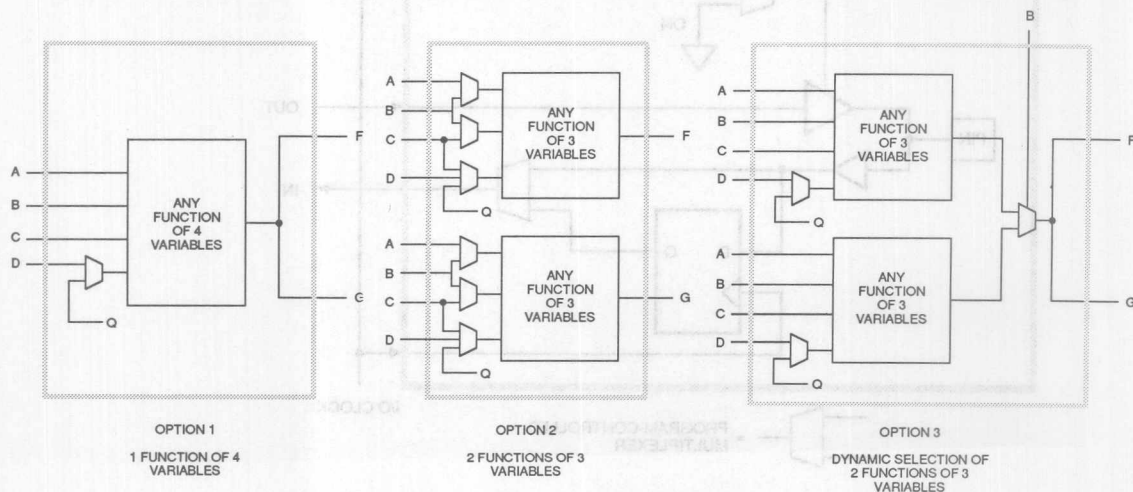 B
A
B
C
D
Q
ANY
FUNCTION
OF 4
VARIABLES
F
G
OPTION 1
1 FUNCTION OF 4
VARIABLES
A
B
C
D
Q
ANY
FUNCTION
OF 3
VARIABLES
F
A
B
C
D
Q
ANY
FUNCTION
OF 3
VARIABLES
G
OPTION 2
2 FUNCTIONS OF 3
VARIABLES
A
B
C
D
Q
ANY
FUNCTION
OF 3
VARIABLES
F
A
B
C
D
Q
ANY
FUNCTION
OF 3
VARIABLES
G
OPTION 3
DYNAMIC SELECTION OF
2 FUNCTIONS OF 3
VARIABLES